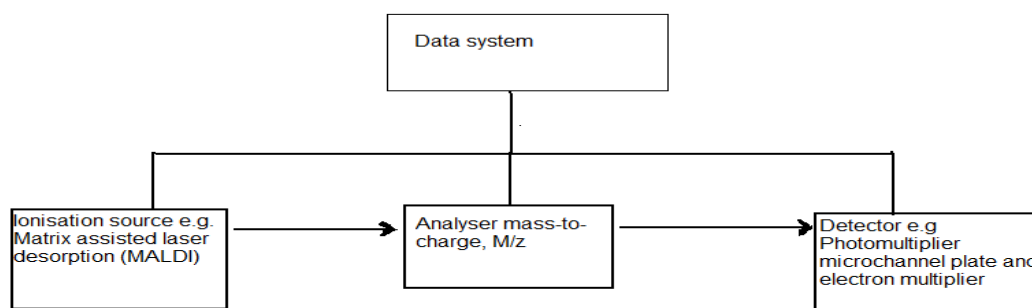 Data system
Ionisation source e.g.
Matrix assisted laser
desorption (MALDI)
Analyser mass-to-
charge, M/z
Detector e.g
Photomultiplier
microchannel plate and
electron multiplier